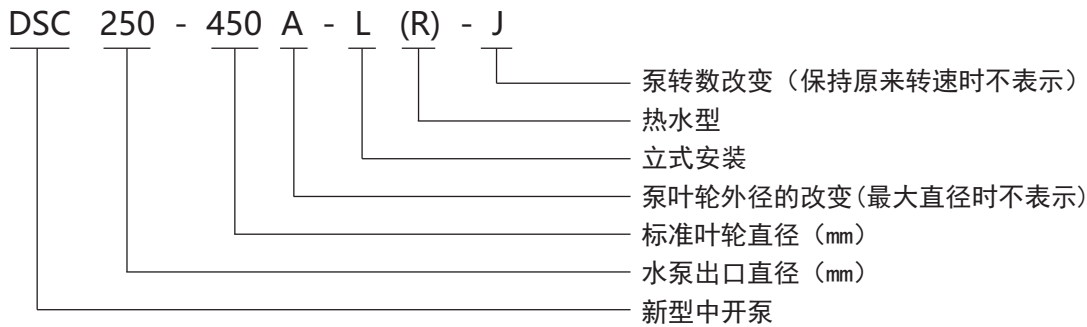 DSC 250 - 450 A - L (R) - J
泵转数改变（保持原来转速时不表示）
热水型
立式安装
泵叶轮外径的改变(最大直径时不表示)
标准叶轮直径（mm）
水泵出口直径（mm）
新型中开泵